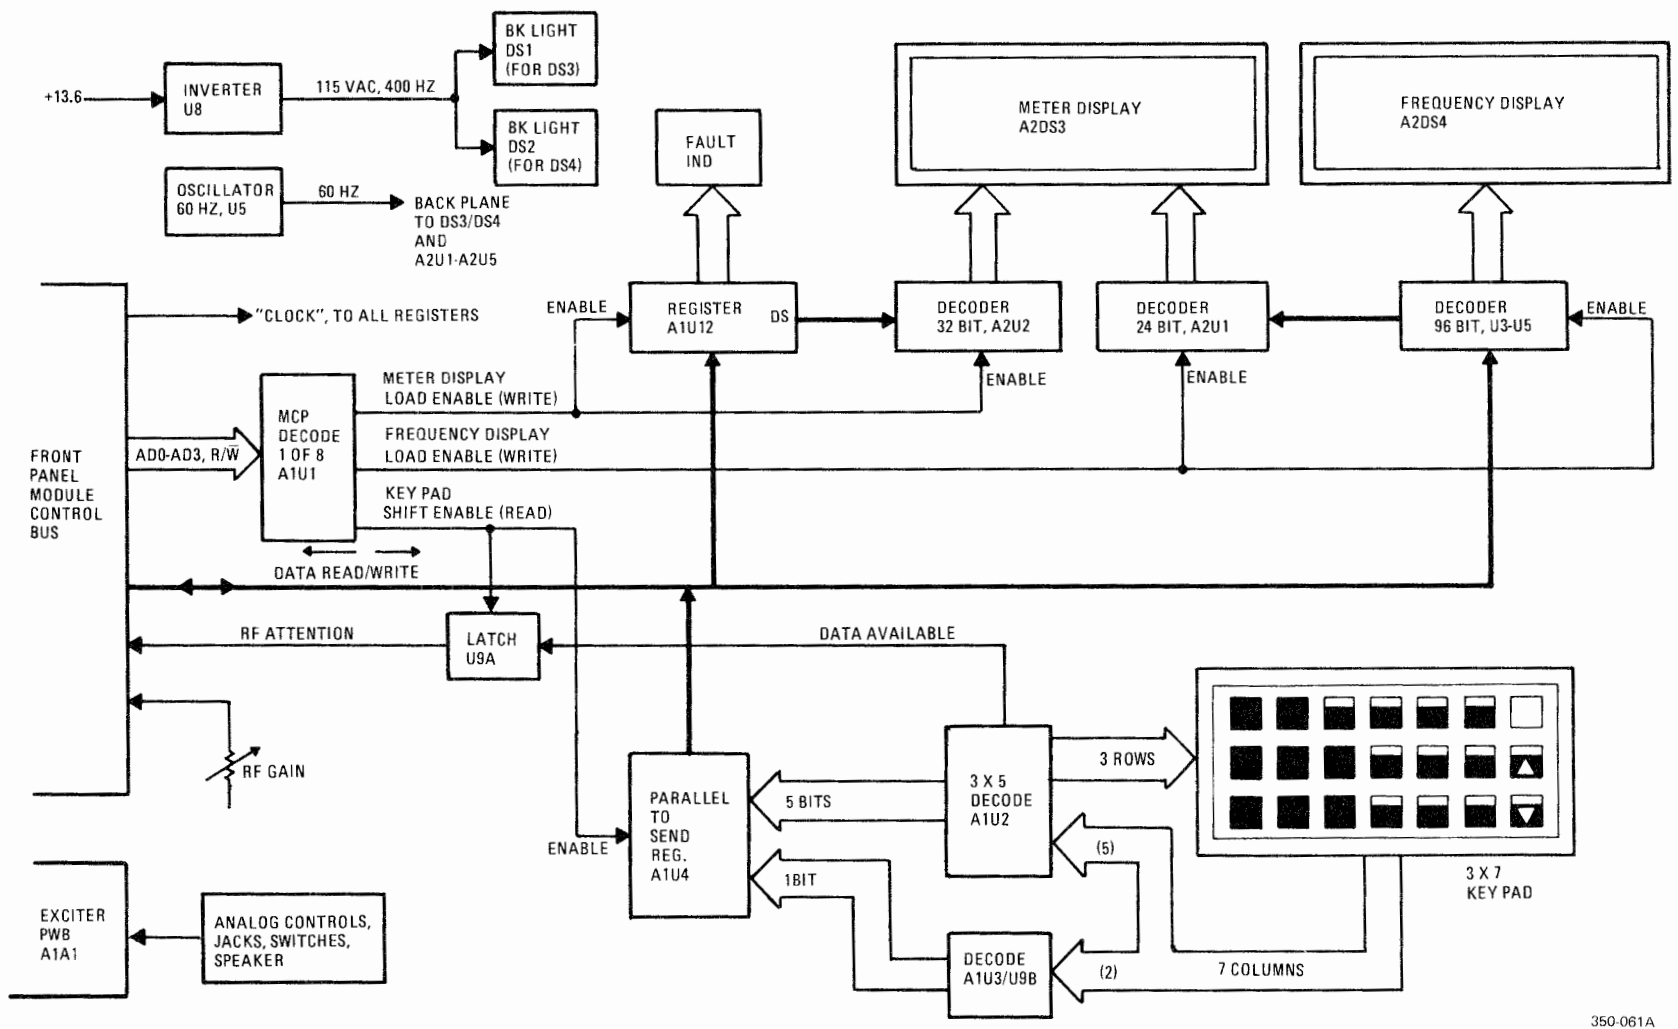 +13.6
INVERTER
U8
115 VAC, 400 HZ
BK LIGHT
DS1
(FOR DS3)
BK LIGHT
DS2
(FOR DS4)
OSCILLATOR
60 HZ, U5
60 HZ
BACK PLANE
TO DS3/DS4
AND
A2U1-A2U5
FAULT
IND
METER DISPLAY
A2DS3
FREQUENCY DISPLAY
A2DS4
"CLOCK", TO ALL REGISTERS
ENABLE
REGISTER
A1U12
DS
DECODER
32 BIT, A2U2
DECODER
24 BIT, A2U1
DECODER
96 BIT, U3-U5
ENABLE
ENABLE
ENABLE
FRONT
PANEL
MODULE
CONTROL
BUS
AD0-AD3, R/W̅
MCP
DECODE
1 OF 8
A1U1
METER DISPLAY
LOAD ENABLE (WRITE)
FREQUENCY DISPLAY
LOAD ENABLE (WRITE)
KEY PAD
SHIFT ENABLE (READ)
DATA READ/WRITE
RF ATTENTION
LATCH
U9A
DATA AVAILABLE
RF GAIN
ENABLE
PARALLEL
TO
SEND
REG.
A1U4
5 BITS
1BIT
3 X 5
DECODE
A1U2
3 ROWS
(5)
DECODE
A1U3/U9B
(2)
7 COLUMNS
3 X 7
KEY PAD
EXCITER
PWB
A1A1
ANALOG CONTROLS,
JACKS, SWITCHES,
SPEAKER
350-061A